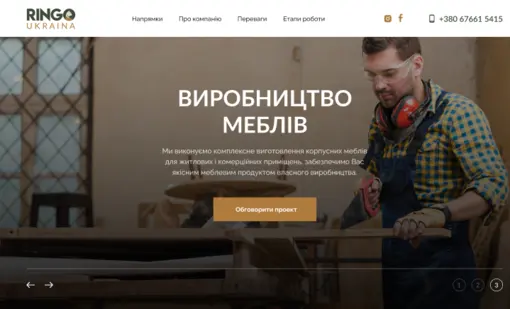 RINGO
UKRAINA
Напрямки Про компанію Переваги Етапи роботи
+380 67661 5415
ВИРОБНИЦТВО
МЕБЛІВ
Ми виконуємо комплексне виготовлення корпусних меблів
для житлових і комерційних приміщень, забезпечимо Вас
якісним меблевим продуктом власного виробництва.
Обговорити проект
1 2 3